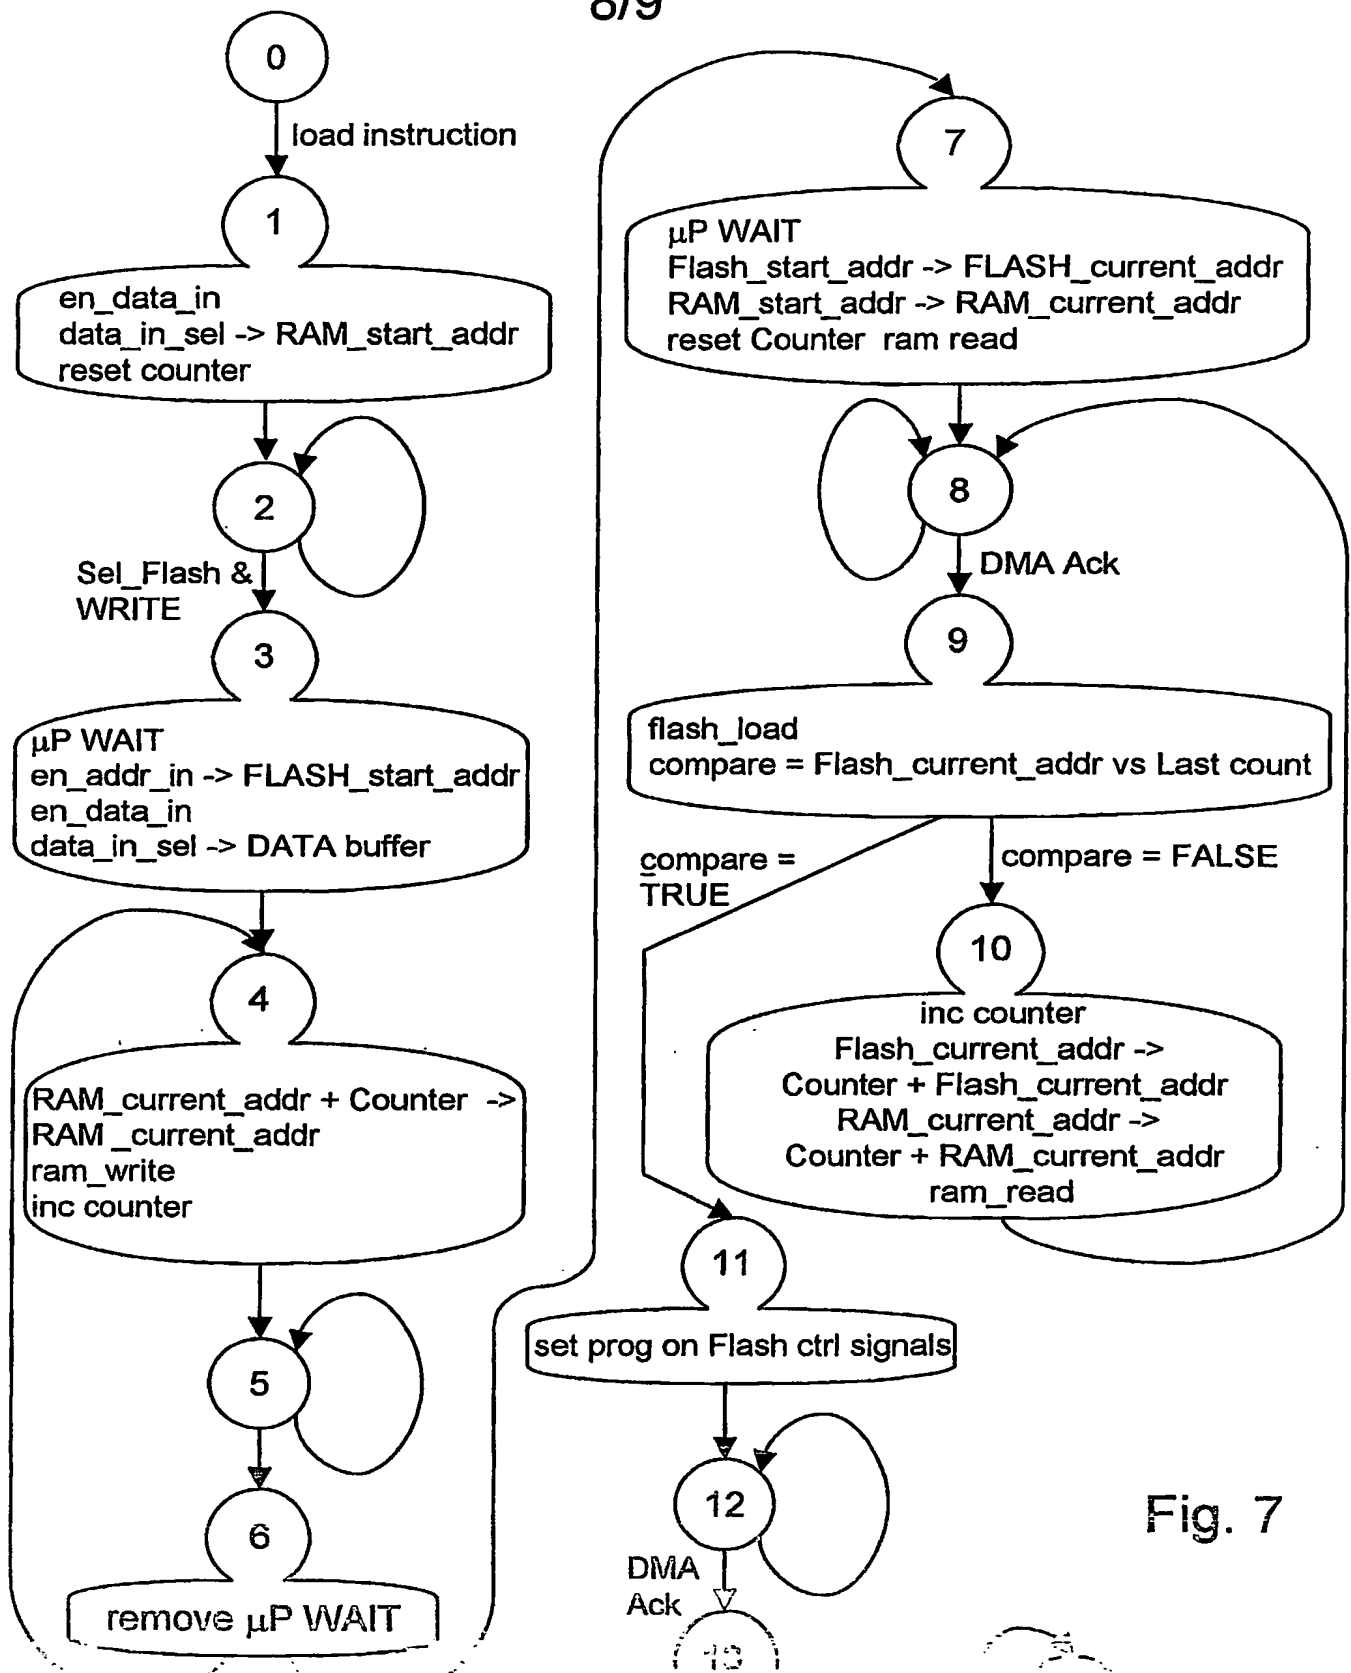 8/9
0
load instruction
1
en_data_in
data_in_sel -> RAM_start_addr
reset counter
2
Sel_Flash &
WRITE
3
µP WAIT
en_addr_in -> FLASH_start_addr
en_data_in
data_in_sel -> DATA buffer
4
RAM_current_addr + Counter ->
RAM _current_addr
ram_write
inc counter
5
6
remove µP WAIT
7
µP WAIT
Flash_start_addr -> FLASH_current_addr
RAM_start_addr -> RAM_current_addr
reset Counter ram read
8
DMA Ack
9
flash_load
compare = Flash_current_addr vs Last count
compare =
TRUE
compare = FALSE
10
inc counter
Flash_current_addr ->
Counter + Flash_current_addr
RAM_current_addr ->
Counter + RAM_current_addr
ram_read
11
set prog on Flash ctrl signals
12
DMA
Ack
13
Fig. 7